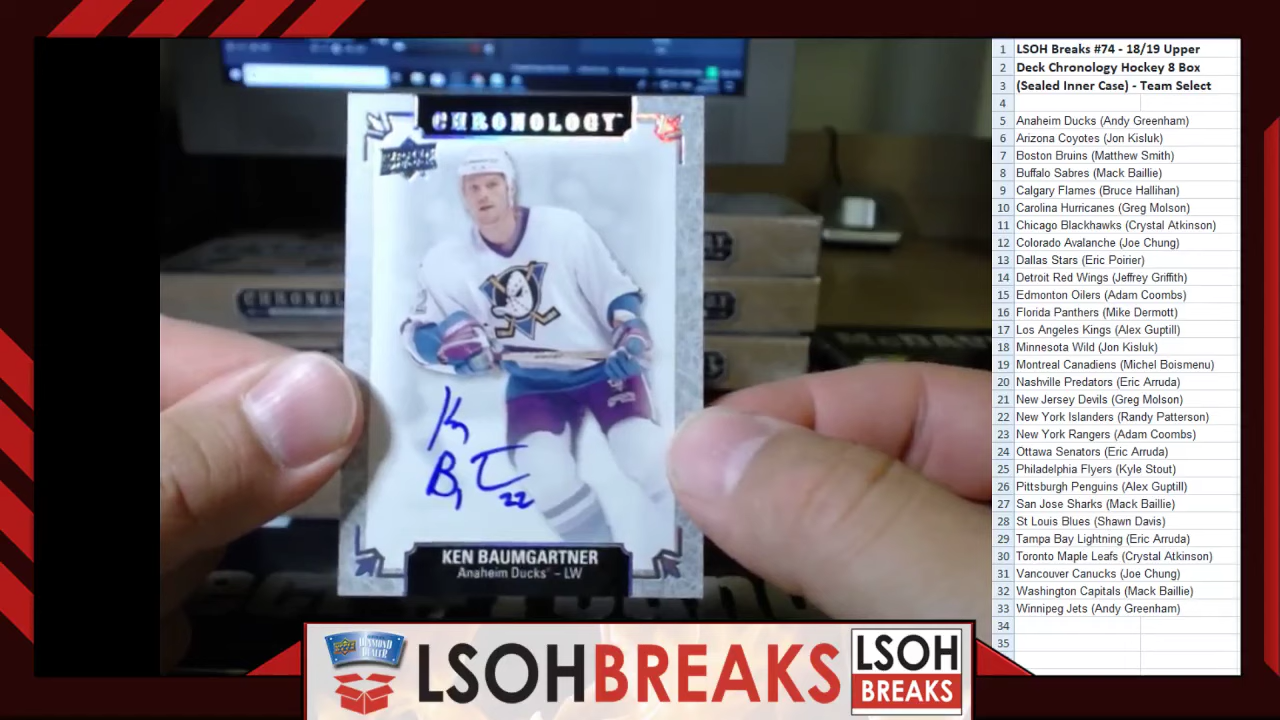 CHRONOLOGY
UPPER DECK
22
KEN BAUMGARTNER
Anaheim Ducks - LW
CHRONOLOGY
1 LSOH Breaks #74 - 18/19 Upper
2 Deck Chronology Hockey 8 Box
3 (Sealed Inner Case) - Team Select
4
5 Anaheim Ducks (Andy Greenham)
6 Arizona Coyotes (Jon Kisluk)
7 Boston Bruins (Matthew Smith)
8 Buffalo Sabres (Mack Baillie)
9 Calgary Flames (Bruce Hallihan)
10 Carolina Hurricanes (Greg Molson)
11 Chicago Blackhawks (Crystal Atkinson)
12 Colorado Avalanche (Joe Chung)
13 Dallas Stars (Eric Poirier)
14 Detroit Red Wings (Jeffrey Griffith)
15 Edmonton Oilers (Adam Coombs)
16 Florida Panthers (Mike Dermott)
17 Los Angeles Kings (Alex Guptill)
18 Minnesota Wild (Jon Kisluk)
19 Montreal Canadiens (Michel Boismenu)
20 Nashville Predators (Eric Arruda)
21 New Jersey Devils (Greg Molson)
22 New York Islanders (Randy Patterson)
23 New York Rangers (Adam Coombs)
24 Ottawa Senators (Eric Arruda)
25 Philadelphia Flyers (Kyle Stout)
26 Pittsburgh Penguins (Alex Guptill)
27 San Jose Sharks (Mack Baillie)
28 St Louis Blues (Shawn Davis)
29 Tampa Bay Lightning (Eric Arruda)
30 Toronto Maple Leafs (Crystal Atkinson)
31 Vancouver Canucks (Joe Chung)
32 Washington Capitals (Mack Baillie)
33 Winnipeg Jets (Andy Greenham)
34
35
UPPER DECK DIAMOND DEALER
LSOHBREAKS
LSOH
BREAKS